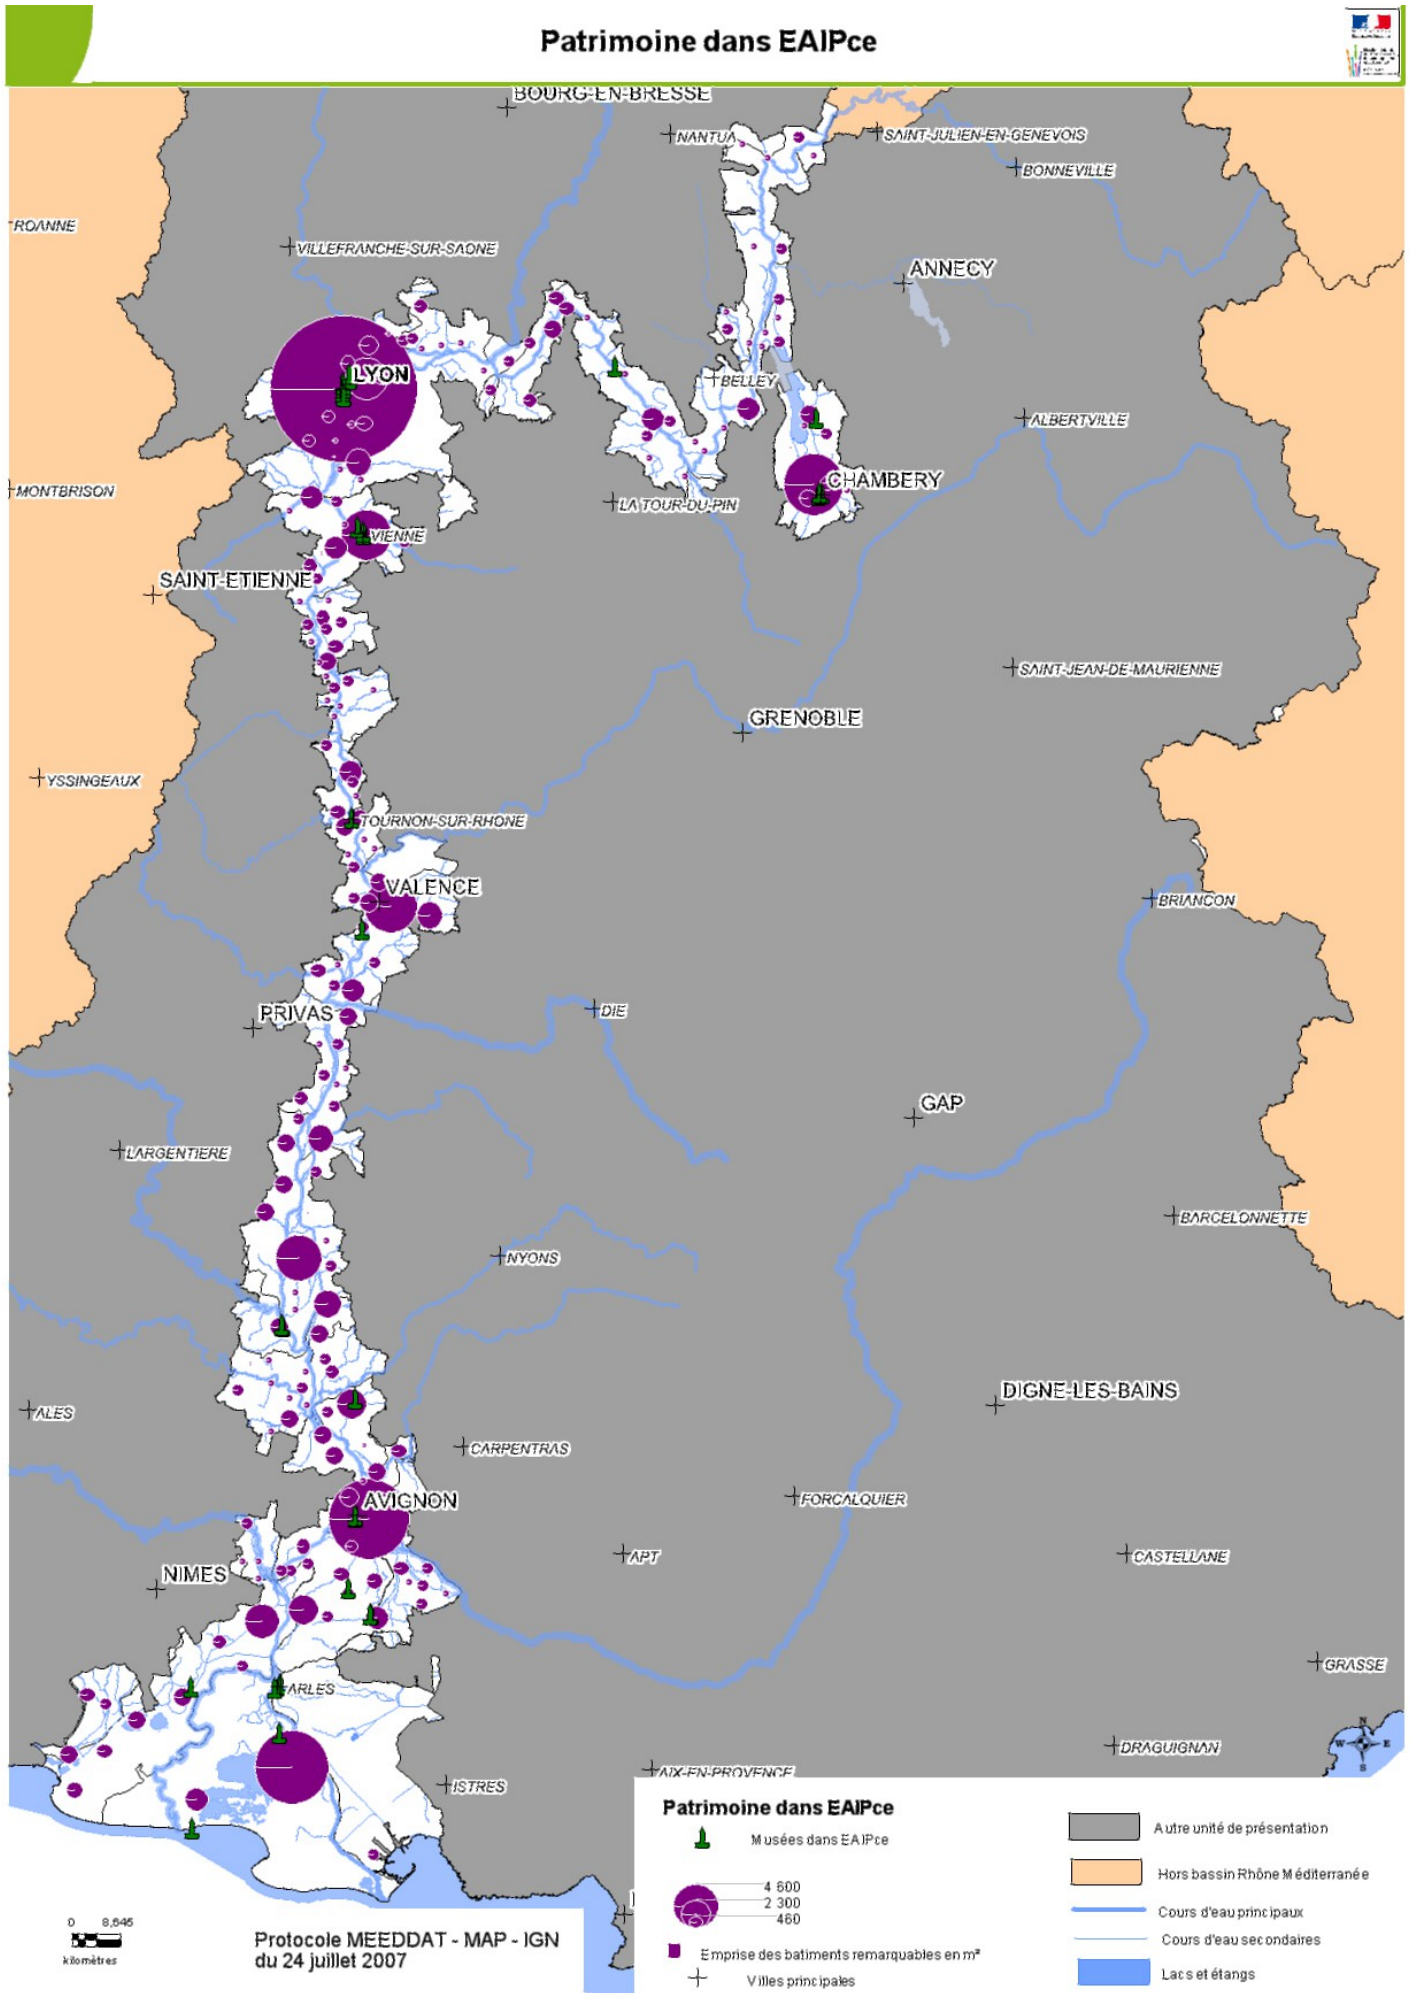 Patrimoine dans EAIPce
BOURG-EN-BRESSE
NANTUA
SAINT-JULIEN-EN-GENEVOIS
BONNEVILLE
ROANNE
VILLEFRANCHE-SUR-SAONE
ANNECY
LYON
BELLEY
ALBERTVILLE
MONTBRISON
CHAMBERY
LA TOUR-DU-PIN
VIENNE
SAINT-ETIENNE
SAINT-JEAN-DE-MAURIENNE
GRENOBLE
YSSINGEAUX
TOURNON-SUR-RHONE
VALENCE
BRIANCON
PRIVAS
DIE
GAP
LARGENTIERE
BARCELONNETTE
NYONS
DIGNE-LES-BAINS
ALES
CARPENTRAS
AVIGNON
FORCALQUIER
APT
CASTELLANE
NIMES
GRASSE
ARLES
N
W E
S
DRAGUIGNAN
AIX-EN-PROVENCE
ISTRES
Patrimoine dans EAIPce
Musées dans EAIPce
4 600
2 300
460
Emprise des batiments remarquables en m²
Villes principales
Autre unité de présentation
Hors bassin Rhône Méditerranée
Cours d'eau principaux
Cours d'eau secondaires
Lacs et étangs
0 8,645
kilomètres
Protocole MEEDDAT - MAP - IGN
du 24 juillet 2007